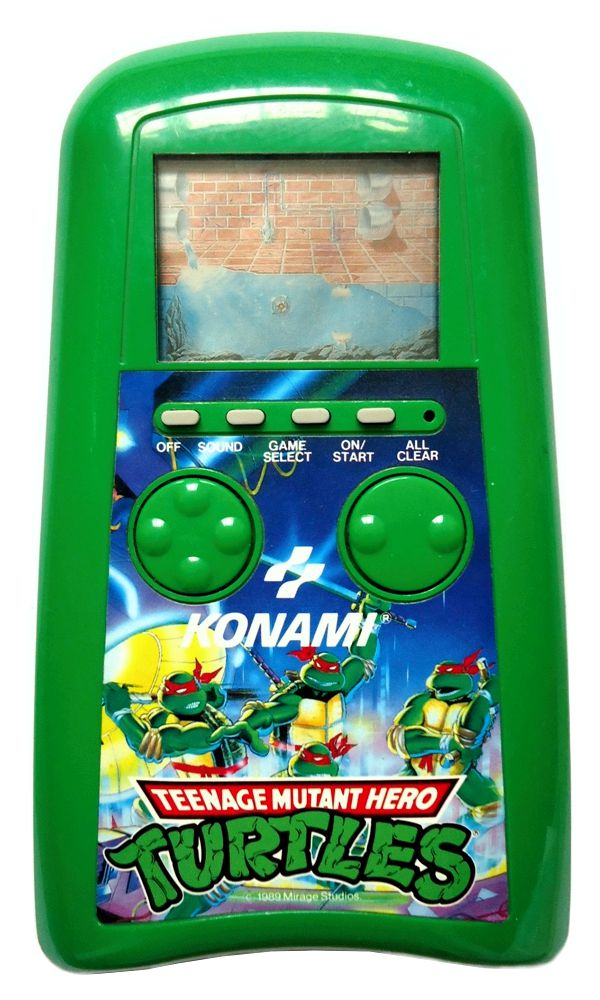 OFF SOUND GAME SELECT ON/ START ALL CLEAR
KONAMI®
TEENAGE MUTANT HERO
TURTLES
c 1989 Mirage Studios.